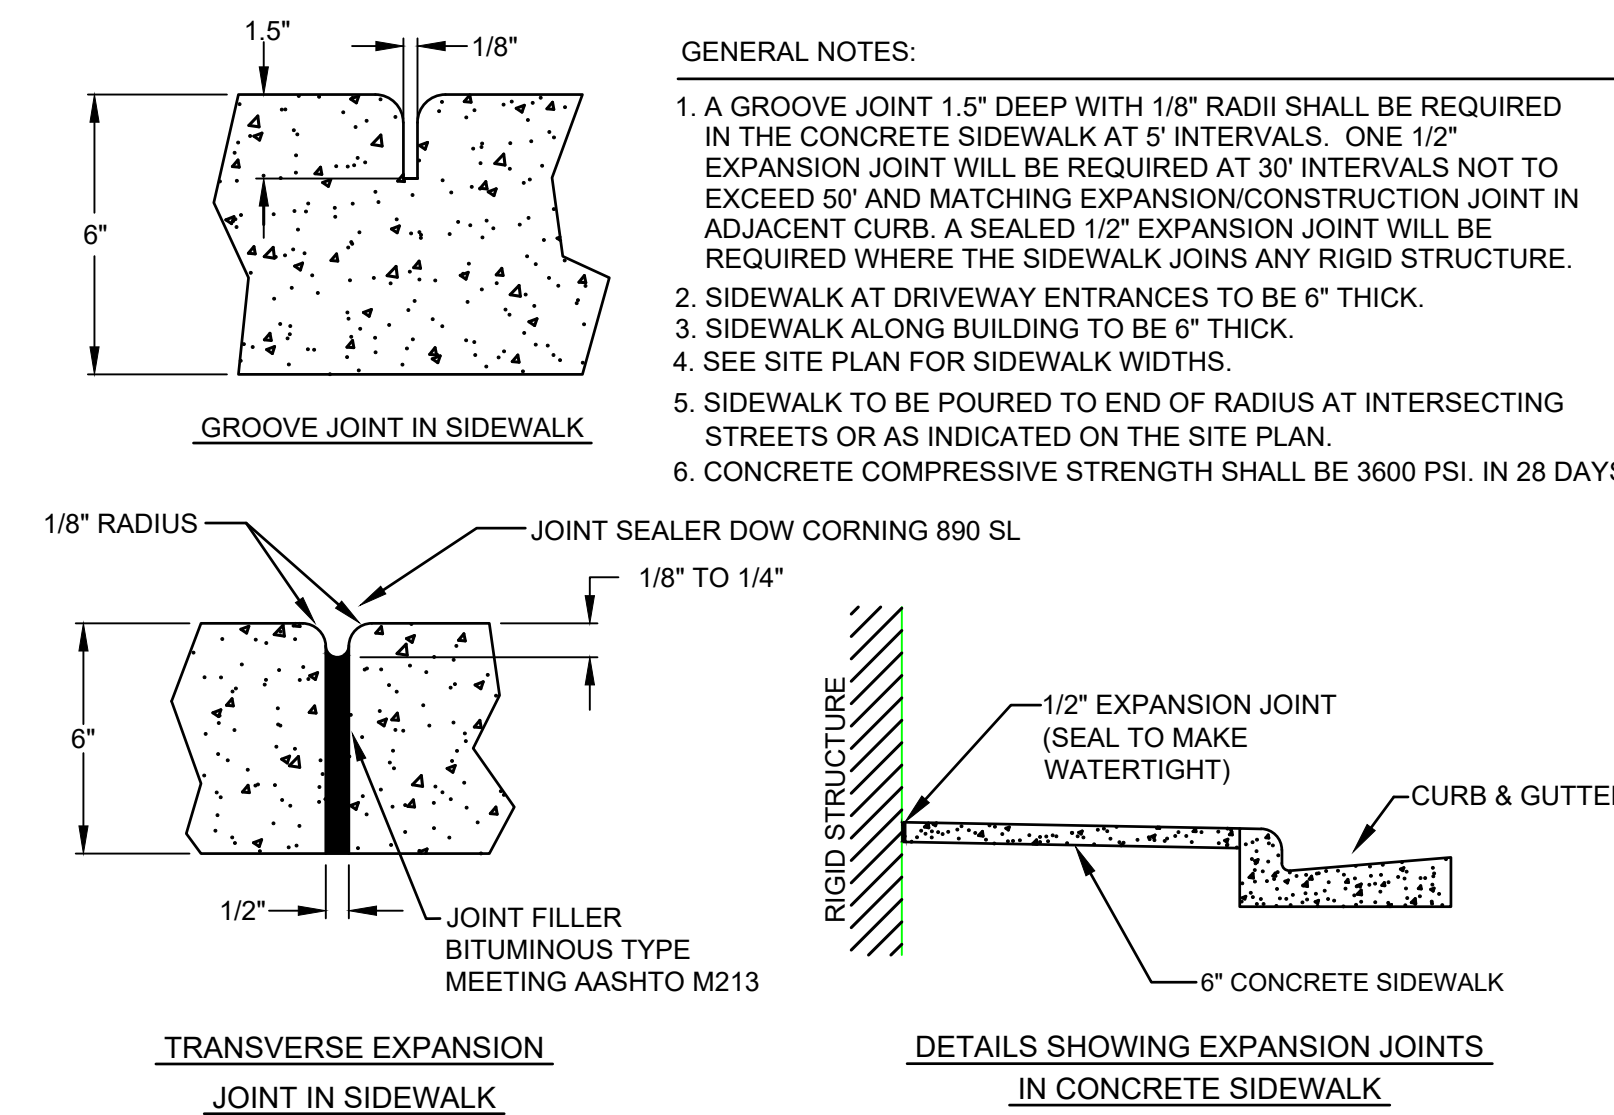 1.5"
1/8"
6"
GROOVE JOINT IN SIDEWALK
GENERAL NOTES:
1. A GROOVE JOINT 1.5" DEEP WITH 1/8" RADII SHALL BE REQUIRED
IN THE CONCRETE SIDEWALK AT 5' INTERVALS. ONE 1/2"
EXPANSION JOINT WILL BE REQUIRED AT 30' INTERVALS NOT TO
EXCEED 50' AND MATCHING EXPANSION/CONSTRUCTION JOINT IN
ADJACENT CURB. A SEALED 1/2" EXPANSION JOINT WILL BE
REQUIRED WHERE THE SIDEWALK JOINS ANY RIGID STRUCTURE.
2. SIDEWALK AT DRIVEWAY ENTRANCES TO BE 6" THICK.
3. SIDEWALK ALONG BUILDING TO BE 6" THICK.
4. SEE SITE PLAN FOR SIDEWALK WIDTHS.
5. SIDEWALK TO BE POURED TO END OF RADIUS AT INTERSECTING
STREETS OR AS INDICATED ON THE SITE PLAN.
6. CONCRETE COMPRESSIVE STRENGTH SHALL BE 3600 PSI. IN 28 DAYS
1/8" RADIUS
JOINT SEALER DOW CORNING 890 SL
1/8" TO 1/4"
6"
1/2"
JOINT FILLER
BITUMINOUS TYPE
MEETING AASHTO M213
TRANSVERSE EXPANSION
JOINT IN SIDEWALK
RIGID STRUCTURE
1/2" EXPANSION JOINT
(SEAL TO MAKE
WATERTIGHT)
CURB & GUTTER
6" CONCRETE SIDEWALK
DETAILS SHOWING EXPANSION JOINTS
IN CONCRETE SIDEWALK